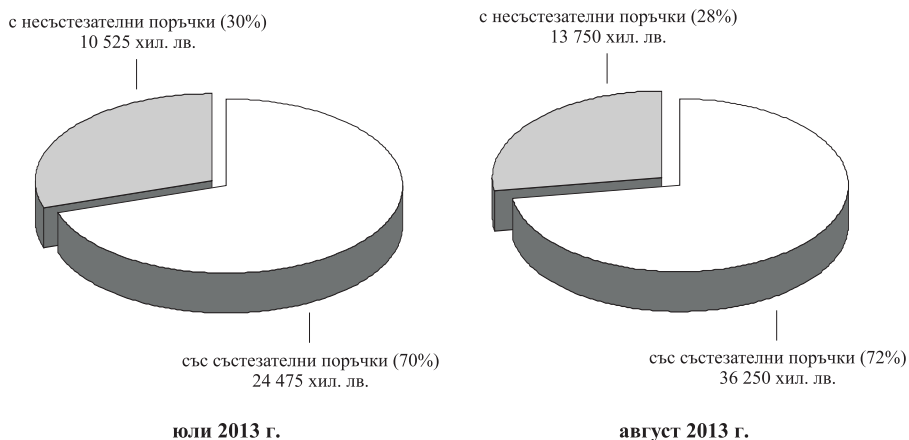 с несъстезателни поръчки (30%)
10 525 хил. лв.
със състезателни поръчки (70%)
24 475 хил. лв.
юли 2013 г.
с несъстезателни поръчки (28%)
13 750 хил. лв.
със състезателни поръчки (72%)
36 250 хил. лв.
август 2013 г.